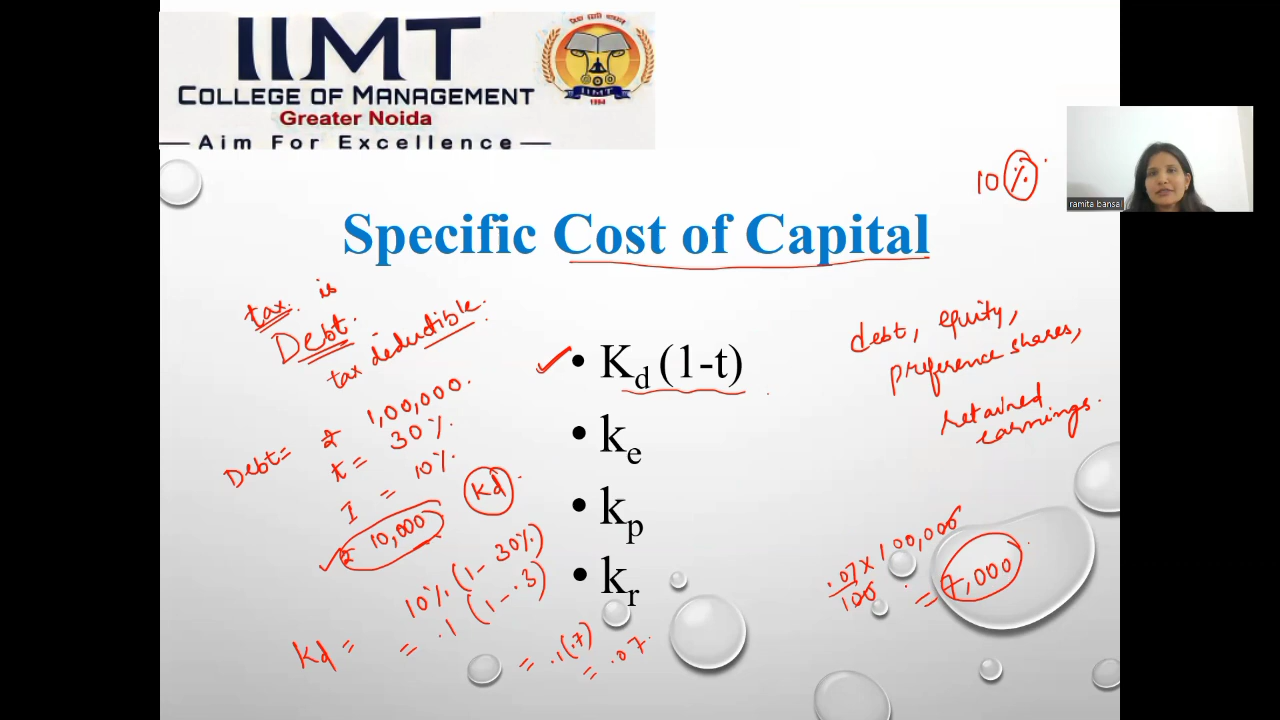 IIMT
COLLEGE OF MANAGEMENT
Greater Noida
Aim For Excellence
IIMT
1994
10 %
ramita bansal
Specific Cost of Capital
tax. is
Debt.
tax deductible.
Debt= ₹ 1,00,000.
t = 30%.
I = 10%.
₹ 10,000
Kd
Kd = 10% (1 - 30%)
= .1 (1 - .3)
= .1(.7)
= .07.
• Kd (1-t)
• ke
• kp
• kr
debt, equity,
preference shares,
retained
earnings.
.07 x 100,000
100
= 7,000